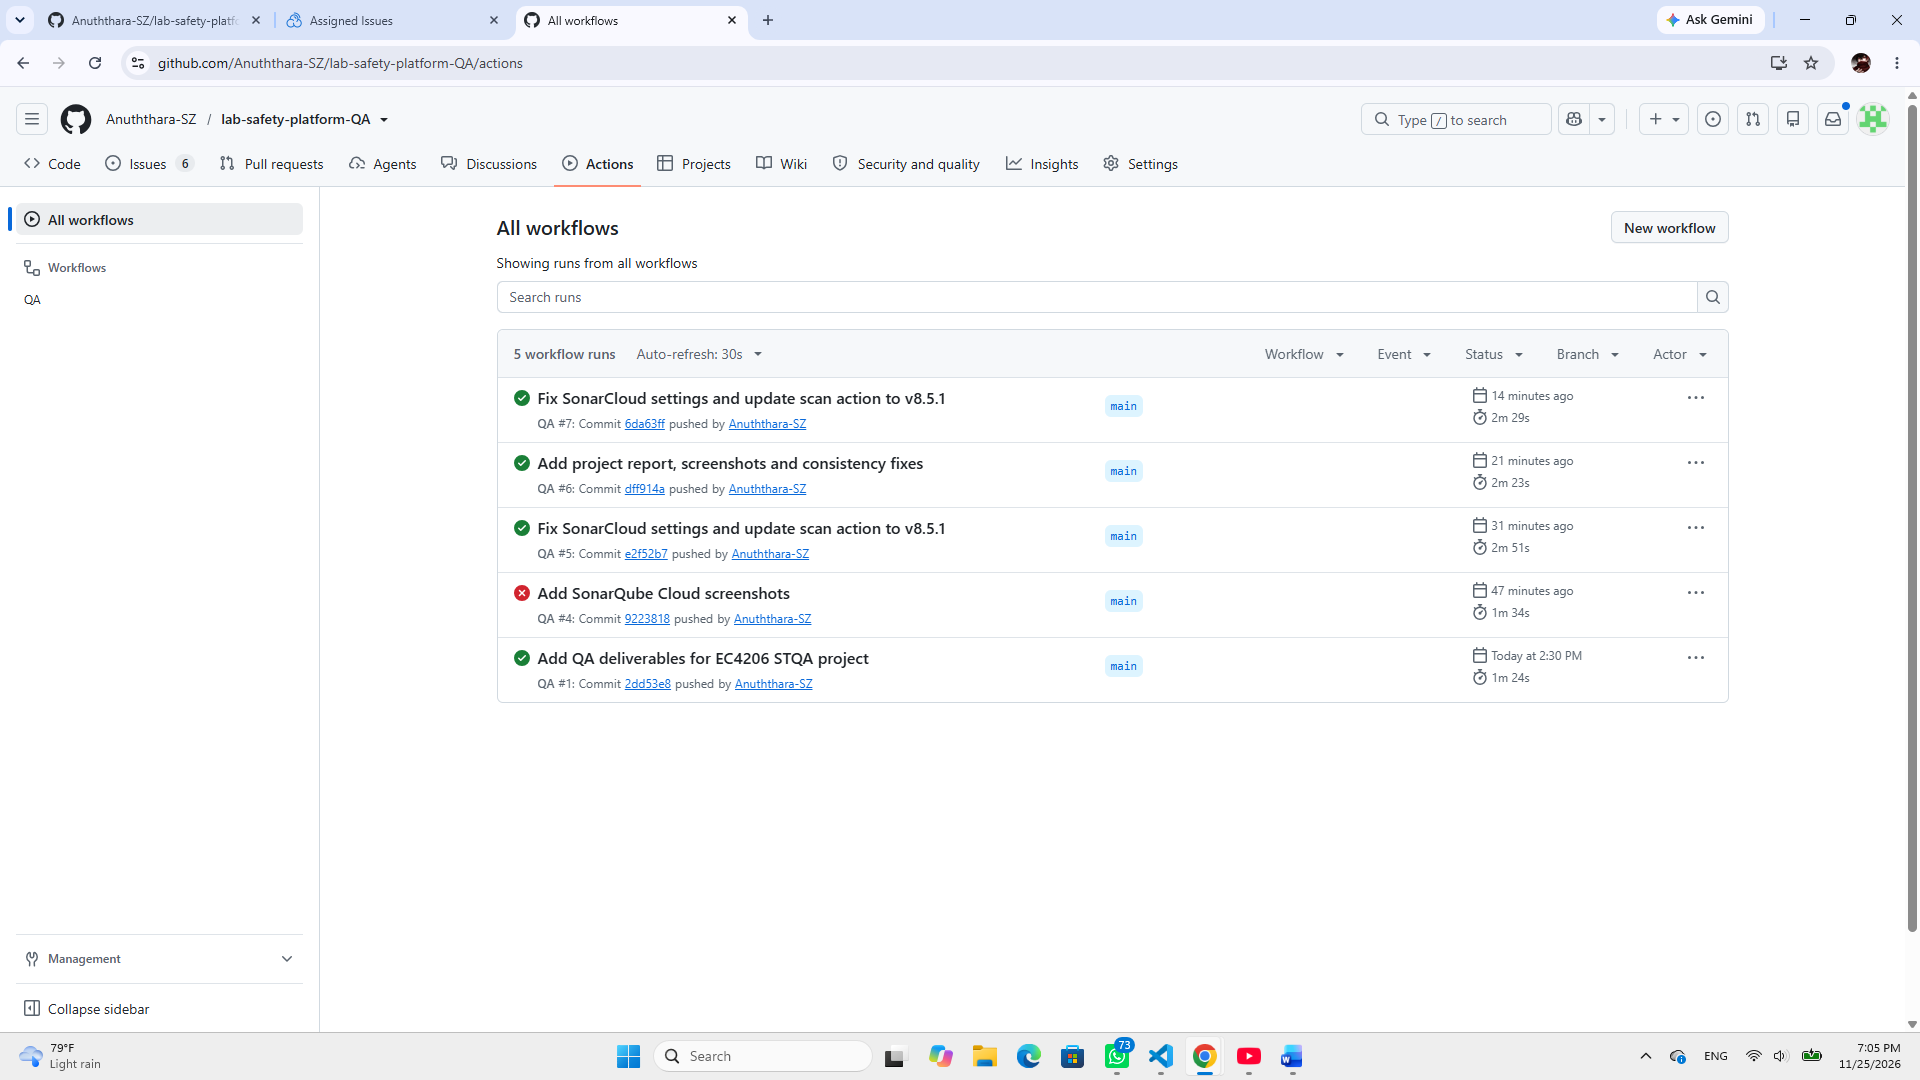 Anuththara-SZ/lab-safety-platfo
Assigned Issues
All workflows
Ask Gemini
github.com/Anuththara-SZ/lab-safety-platform-QA/actions
Anuththara-SZ / lab-safety-platform-QA
Type / to search
Code
Issues 6
Pull requests
Agents
Discussions
Actions
Projects
Wiki
Security and quality
Insights
Settings
All workflows
Workflows
QA
Management
Collapse sidebar
All workflows
New workflow
Showing runs from all workflows
Search runs
5 workflow runs
Auto-refresh: 30s
Workflow
Event
Status
Branch
Actor
Fix SonarCloud settings and update scan action to v8.5.1
QA #7: Commit 6da63ff pushed by Anuththara-SZ
main
14 minutes ago
2m 29s
Add project report, screenshots and consistency fixes
QA #6: Commit dff914a pushed by Anuththara-SZ
main
21 minutes ago
2m 23s
Fix SonarCloud settings and update scan action to v8.5.1
QA #5: Commit e2f52b7 pushed by Anuththara-SZ
main
31 minutes ago
2m 51s
Add SonarQube Cloud screenshots
QA #4: Commit 9223818 pushed by Anuththara-SZ
main
47 minutes ago
1m 34s
Add QA deliverables for EC4206 STQA project
QA #1: Commit 2dd53e8 pushed by Anuththara-SZ
main
Today at 2:30 PM
1m 24s
79°F
Light rain
Search
73
ENG
7:05 PM
11/25/2026